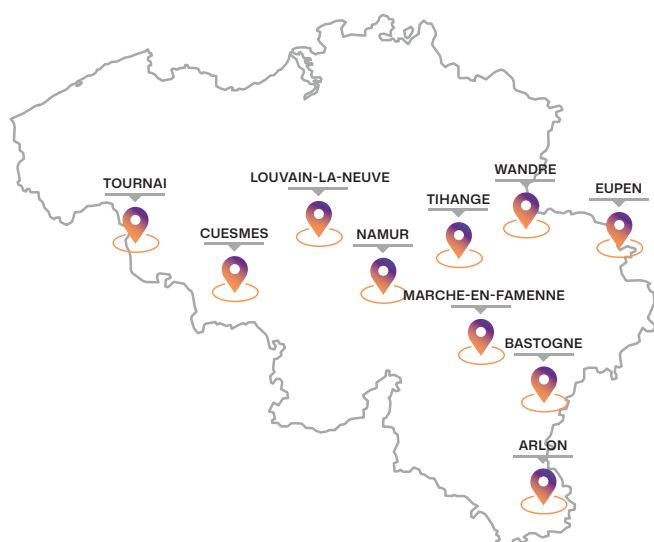 WANDRE
LOUVAIN-LA-NEUVE
TOURNAI
EUPEN
TIHANGE
CUESMES
NAMUR
MARCHE-EN-FAMENNE
BASTOGNE
ARLON